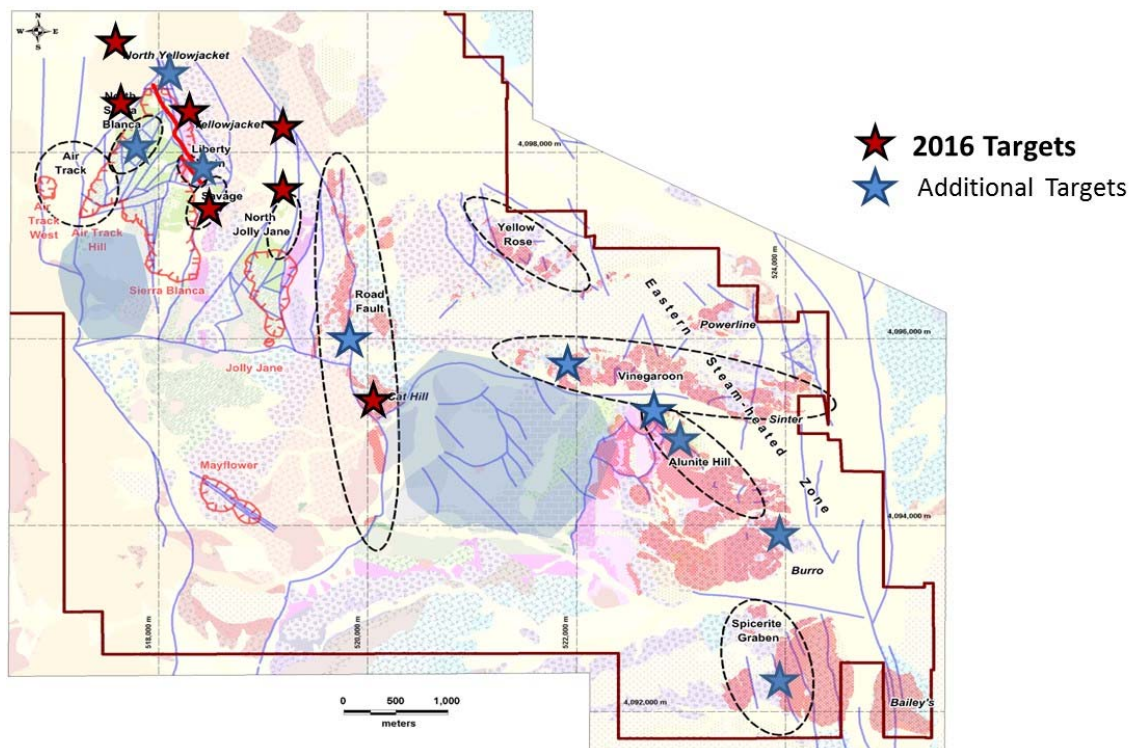 N
W E
S
North Yellowjacket
North
Sierra
Blanca
Yellowjacket
Air
Track
Liberty
Savage
Air
Track
West
Air Track
Hill
North
Jolly Jane
Sierra Blanca
Jolly Jane
Road
Fault
Cat Hill
Mayflower
Yellow
Rose
Eastern
Steam-heated
Zone
Powerline
Vinegaroon
Sinter
Alunite Hill
Burro
Spicerite
Graben
Bailey's
4,098,000 m
4,096,000 m
4,094,000 m
4,092,000 m
518,000 m
520,000 m
522,000 m
524,000 m
0 500 1,000
meters
2016 Targets
Additional Targets